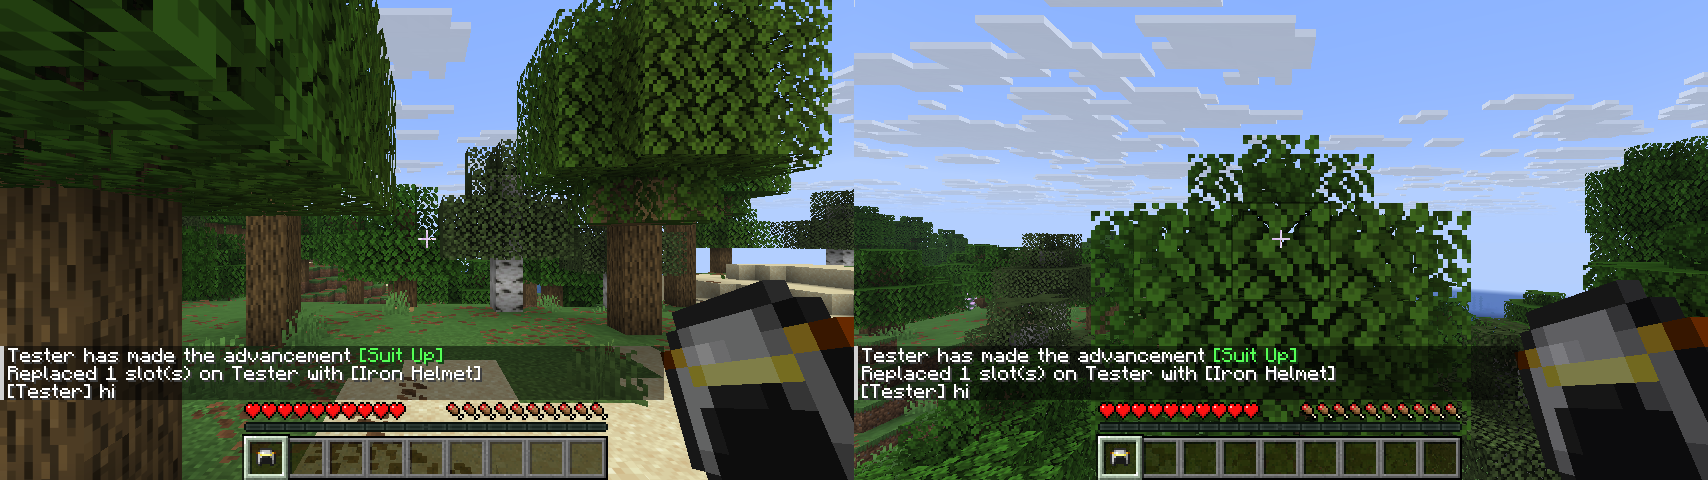 Tester has made the advancement [Suit Up]
Replaced 1 slot(s) on Tester with [Iron Helmet]
[Tester] hi
Tester has made the advancement [Suit Up]
Replaced 1 slot(s) on Tester with [Iron Helmet]
[Tester] hi